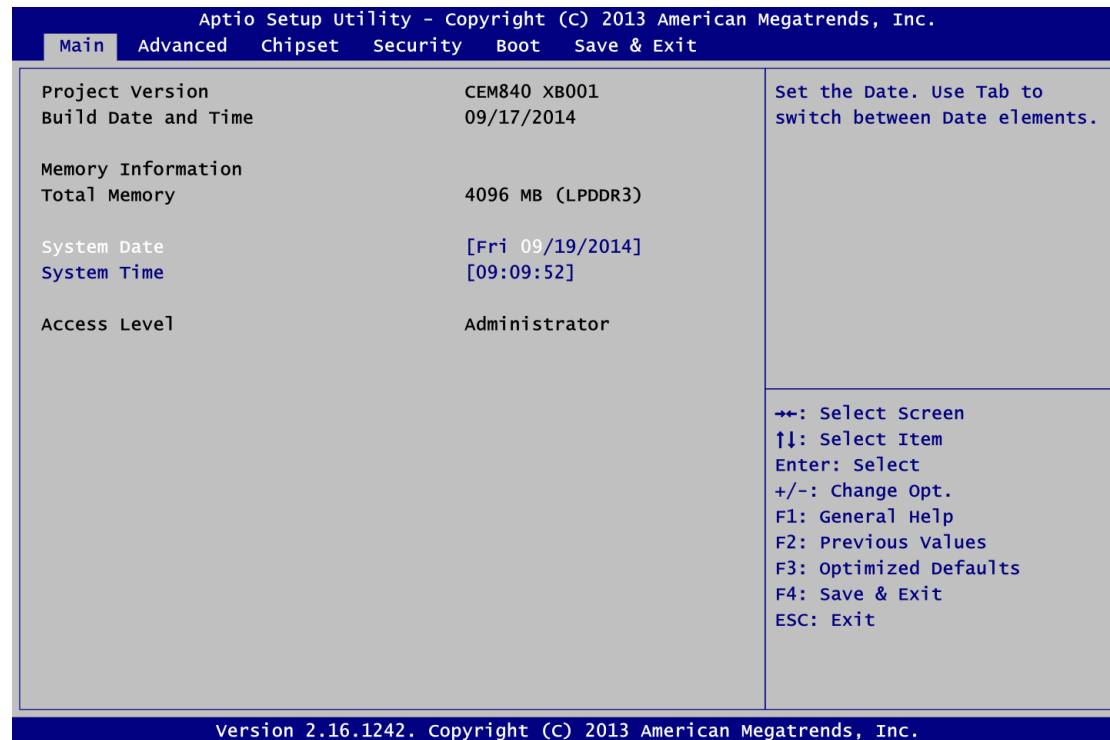 Aptio Setup Utility - Copyright (C) 2013 American Megatrends, Inc.
Main Advanced Chipset Security Boot Save & Exit
Project Version CEM840 XB001
Build Date and Time 09/17/2014
Memory Information
Total Memory 4096 MB (LPDDR3)
System Date [Fri 09/19/2014]
System Time [09:09:52]
Access Level Administrator
Set the Date. Use Tab to
switch between Date elements.
→←: Select Screen
↑↓: Select Item
Enter: Select
+/-: Change Opt.
F1: General Help
F2: Previous Values
F3: Optimized Defaults
F4: Save & Exit
ESC: Exit
Version 2.16.1242. Copyright (C) 2013 American Megatrends, Inc.